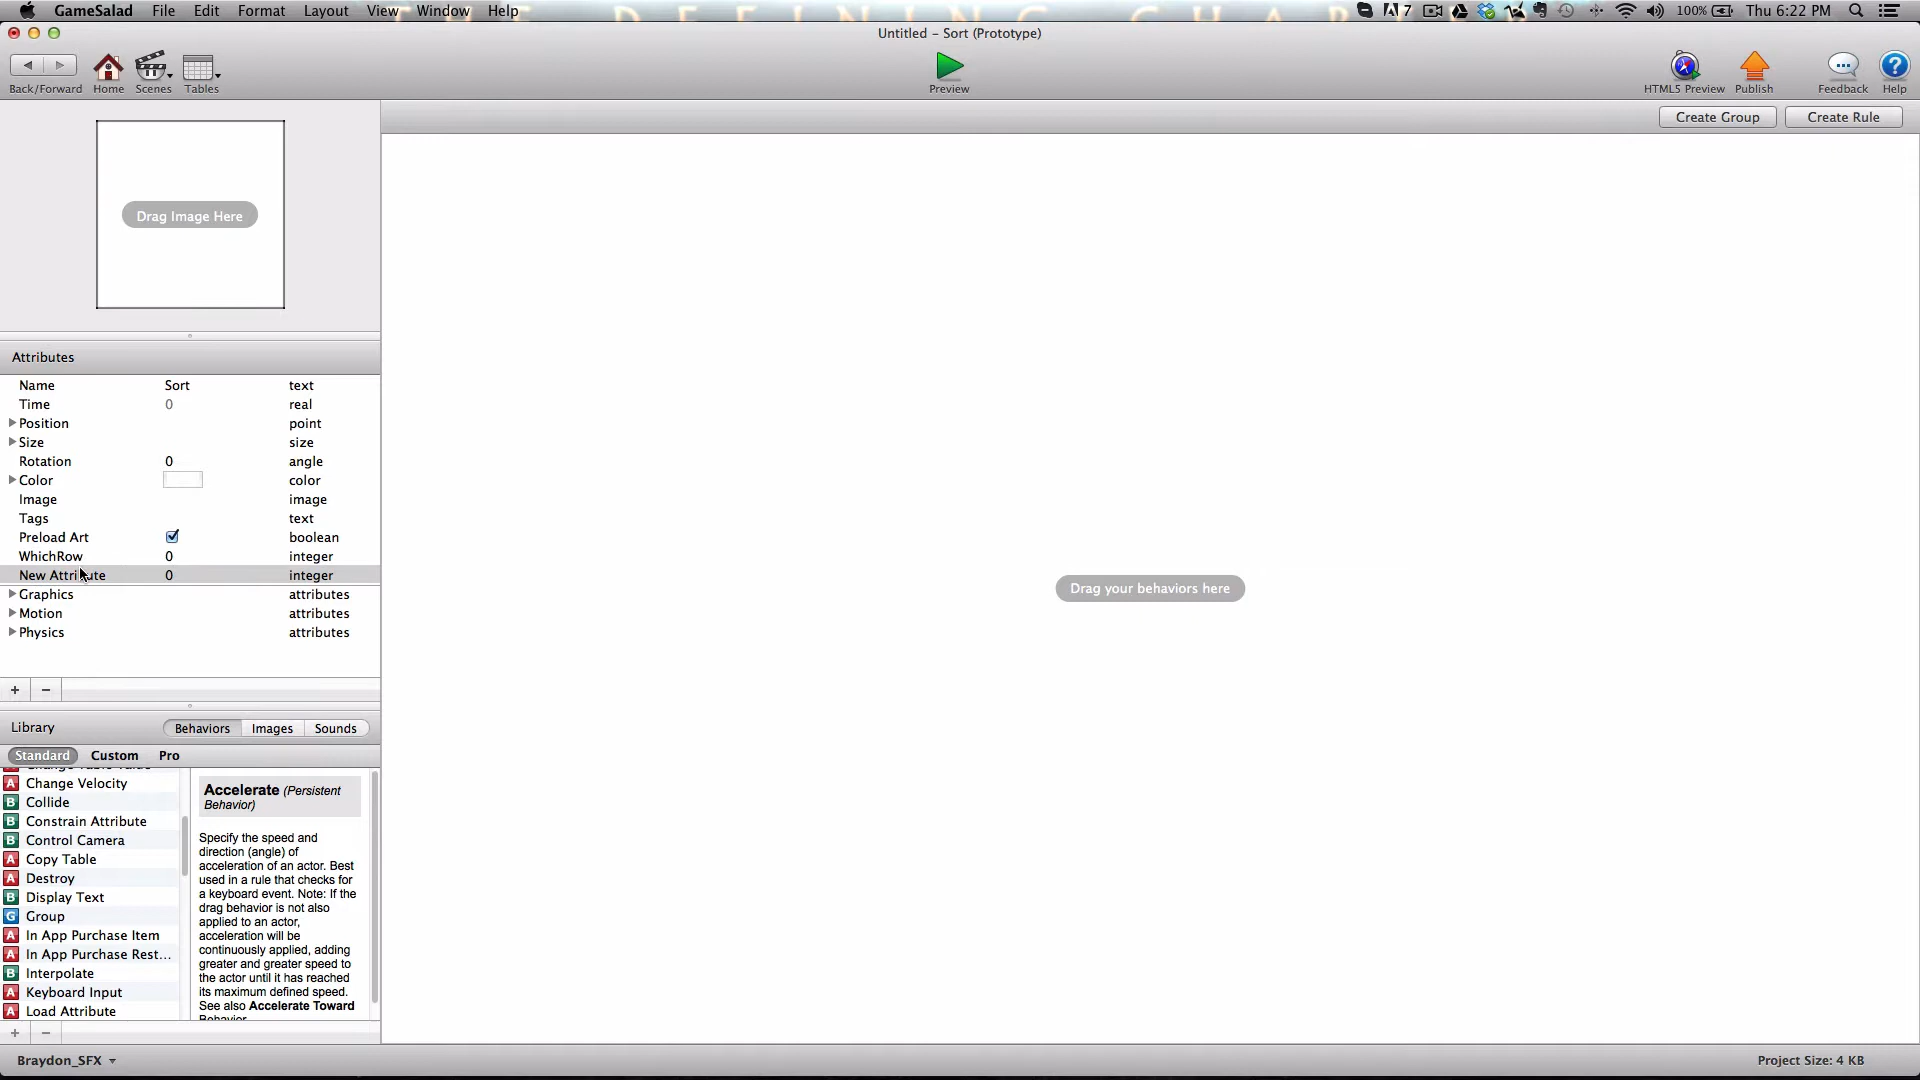 GameSalad File Edit Format Layout View Window Help
7 100% Thu 6:22 PM
Untitled – Sort (Prototype)
Back/Forward Home Scenes Tables Preview HTML5 Preview Publish Feedback Help
Create Group Create Rule
Drag Image Here
Attributes
Name Sort text
Time 0 real
Position point
Size size
Rotation 0 angle
Color color
Image image
Tags text
Preload Art boolean
WhichRow 0 integer
New Attribute 0 integer
Graphics attributes
Motion attributes
Physics attributes
+ −
Drag your behaviors here
Library Behaviors Images Sounds
Standard Custom Pro
Change Table Value
A Change Velocity
B Collide
B Constrain Attribute
B Control Camera
A Copy Table
A Destroy
B Display Text
G Group
A In App Purchase Item
A In App Purchase Rest...
B Interpolate
A Keyboard Input
A Load Attribute
Accelerate (Persistent
Behavior)
Specify the speed and
direction (angle) of
acceleration of an actor. Best
used in a rule that checks for
a keyboard event. Note: If the
drag behavior is not also
applied to an actor,
acceleration will be
continuously applied, adding
greater and greater speed to
the actor until it has reached
its maximum defined speed.
See also Accelerate Toward
Behavior
+ −
Braydon_SFX
Project Size: 4 KB